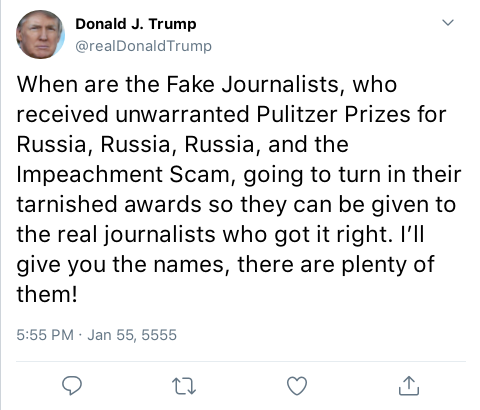 Donald J. Trump
@realDonaldTrump
When are the Fake Journalists, who
received unwarranted Pulitzer Prizes for
Russia, Russia, Russia, and the
Impeachment Scam, going to turn in their
tarnished awards so they can be given to
the real journalists who got it right. I’ll
give you the names, there are plenty of
them!
5:55 PM · Jan 55, 5555